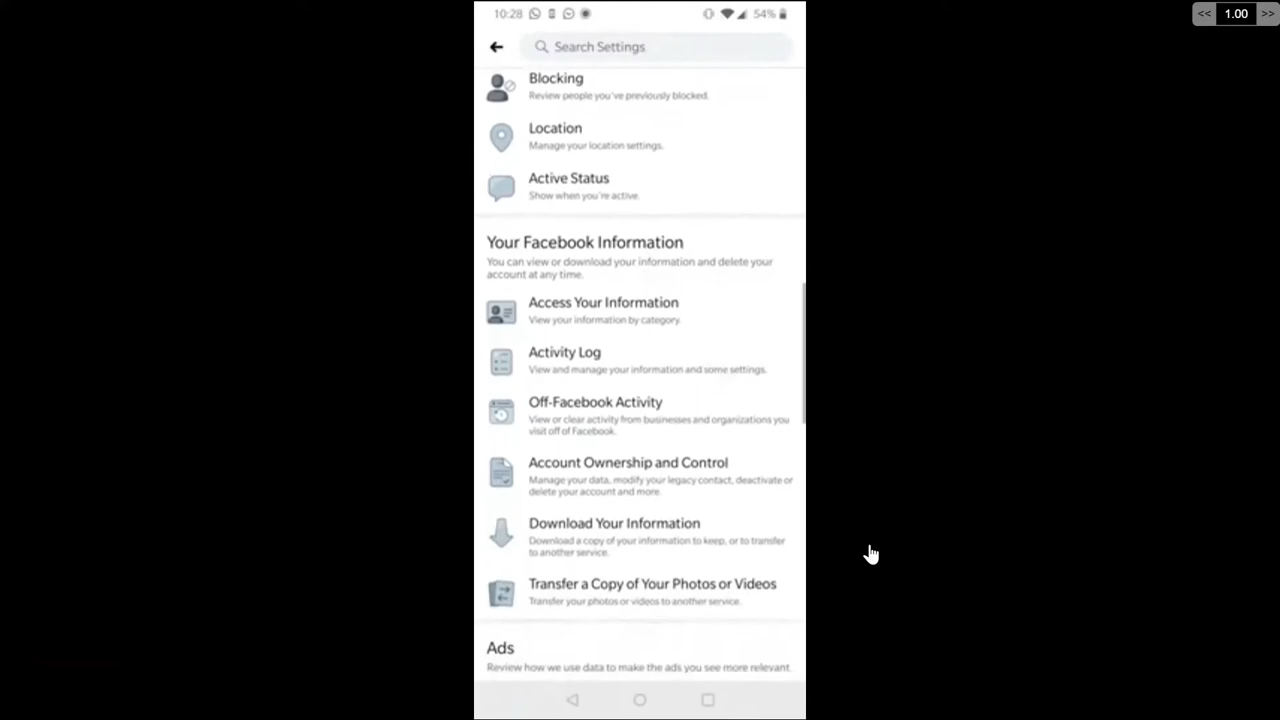 << 1.00 >>
10:28 54%
Search Settings
Blocking
Review people you've previously blocked.
Location
Manage your location settings.
Active Status
Show when you're active.
Your Facebook Information
You can view or download your information and delete your
account at any time.
Access Your Information
View your information by category.
Activity Log
View and manage your information and some settings.
Off-Facebook Activity
View or clear activity from businesses and organizations you
visit off of Facebook.
Account Ownership and Control
Manage your data, modify your legacy contact, deactivate or
delete your account and more.
Download Your Information
Download a copy of your information to keep, or to transfer
to another service.
Transfer a Copy of Your Photos or Videos
Transfer your photos or videos to another service.
Ads
Review how we use data to make the ads you see more relevant.